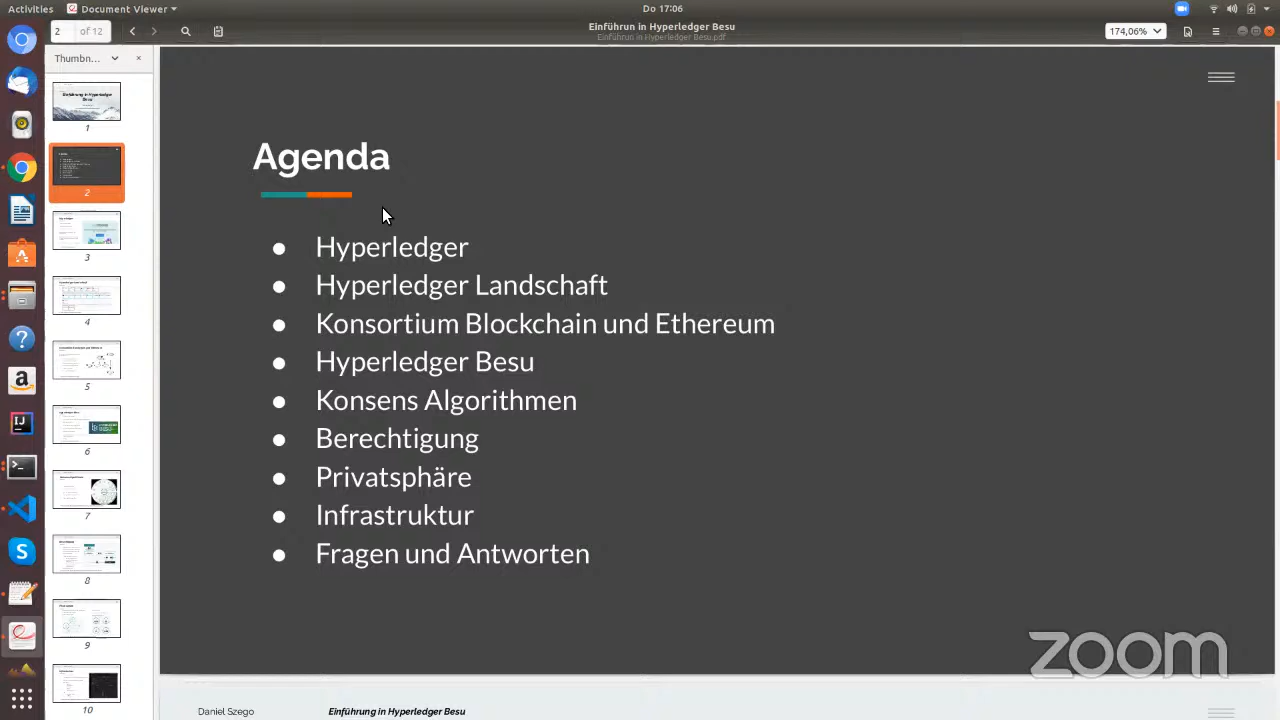 Activities Document Viewer Do 17:06
2 of 12 Einführun in Hyperledger Besu 174,06%
Einführun in Hyperledger Besu.pdf
Thumbn...
Agenda
Hyperledger
Hyperledger Landschaft
Konsortium Blockchain und Ethereum
Hyperledger Besu
Konsens Algorithmen
Berechtigung
Privatsphäre
Infrastruktur
Fragen und Antworten
1
2
3
4
5
6
7
8
9
10
zoom
Daniel Szego Einführung in Hyperledger Besu